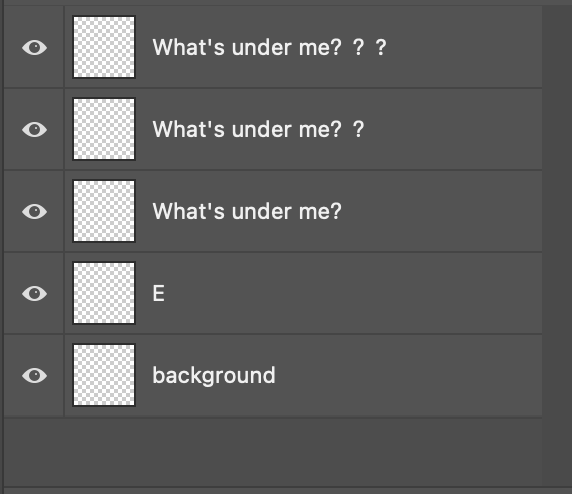 What's under me? ? ?
What's under me? ?
What's under me?
E
background